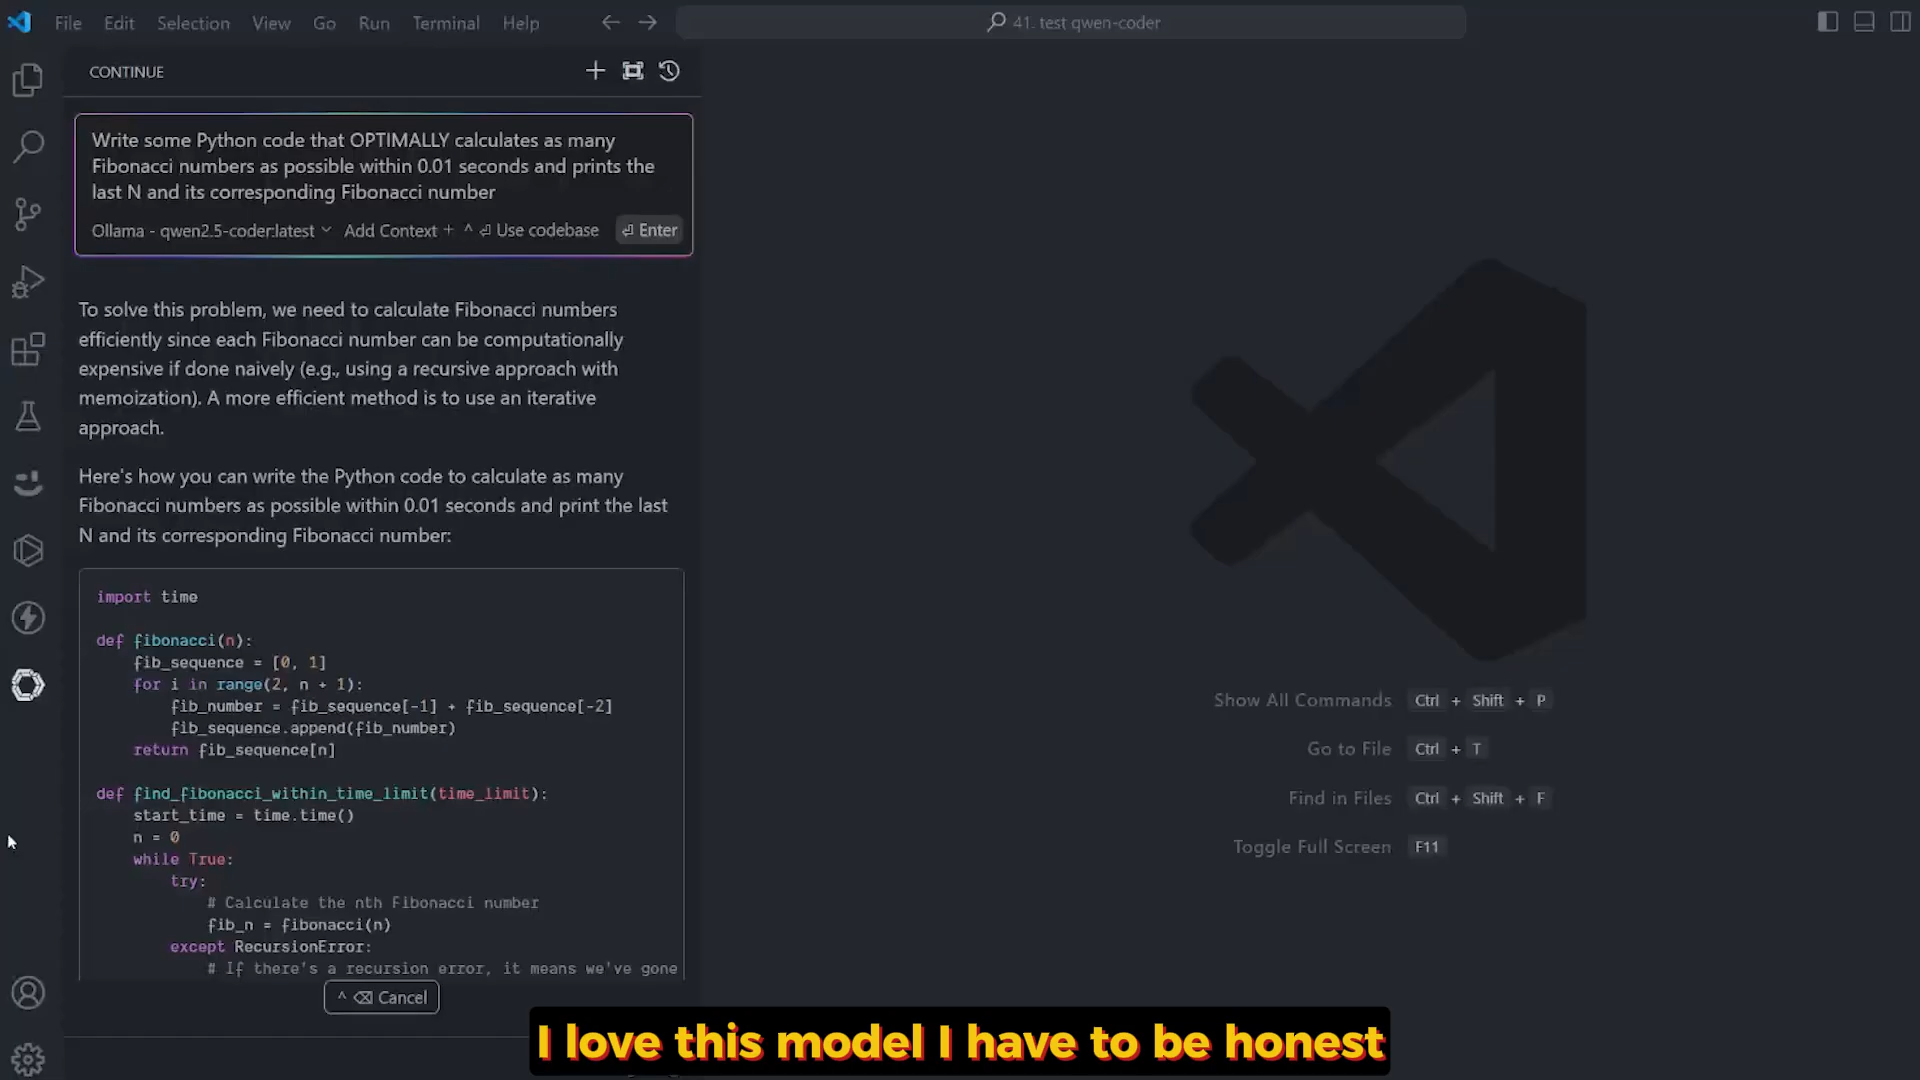 File Edit Selection View Go Run Terminal Help
41. test qwen-coder
CONTINUE
Write some Python code that OPTIMALLY calculates as many
Fibonacci numbers as possible within 0.01 seconds and prints the
last N and its corresponding Fibonacci number
Ollama - qwen2.5-coder:latest Add Context + ^ ⏎ Use codebase ⏎ Enter
To solve this problem, we need to calculate Fibonacci numbers
efficiently since each Fibonacci number can be computationally
expensive if done naively (e.g., using a recursive approach with
memoization). A more efficient method is to use an iterative
approach.
Here's how you can write the Python code to calculate as many
Fibonacci numbers as possible within 0.01 seconds and print the last
N and its corresponding Fibonacci number:
import time
def fibonacci(n):
fib_sequence = [0, 1]
for i in range(2, n + 1):
fib_number = fib_sequence[-1] + fib_sequence[-2]
fib_sequence.append(fib_number)
return fib_sequence[n]
def find_fibonacci_within_time_limit(time_limit):
start_time = time.time()
n = 0
while True:
try:
# Calculate the nth Fibonacci number
fib_n = fibonacci(n)
except RecursionError:
# If there's a recursion error, it means we've gone
^ ⌫ Cancel
Show All Commands Ctrl + Shift + P
Go to File Ctrl + T
Find in Files Ctrl + Shift + F
Toggle Full Screen F11
I love this model I have to be honest